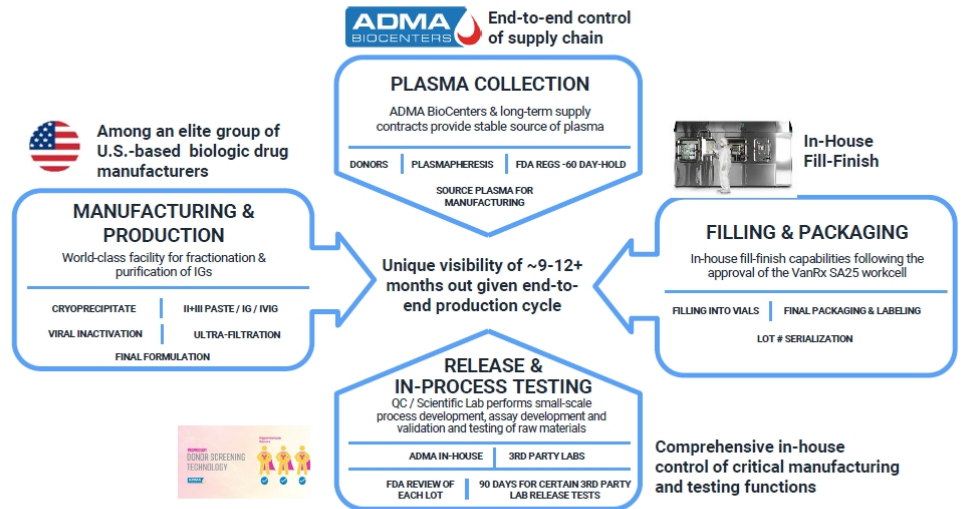 ADMA
BIOCENTERS
End-to-end control
of supply chain
PLASMA COLLECTION
ADMA BioCenters & long-term supply
contracts provide stable source of plasma
DONORS
PLASMAPHERESIS
FDA REGS -60 DAY-HOLD
SOURCE PLASMA FOR
MANUFACTURING
Among an elite group of
U.S.-based biologic drug
manufacturers
MANUFACTURING &
PRODUCTION
World-class facility for fractionation &
purification of IGs
CRYOPRECIPITATE
II+III PASTE / IG / IVIG
VIRAL INACTIVATION
ULTRA-FILTRATION
FINAL FORMULATION
Unique visibility of ~9-12+
months out given end-to-
end production cycle
In-House
Fill-Finish
FILLING & PACKAGING
In-house fill-finish capabilities following the
approval of the VanRx SA25 workcell
FILLING INTO VIALS
FINAL PACKAGING & LABELING
LOT # SERIALIZATION
RELEASE &
IN-PROCESS TESTING
QC / Scientific Lab performs small-scale
process development, assay development and
validation and testing of raw materials
ADMA IN-HOUSE
3RD PARTY LABS
FDA REVIEW OF
EACH LOT
90 DAYS FOR CERTAIN 3RD PARTY
LAB RELEASE TESTS
DONOR SCREENING
TECHNOLOGY
ADMA
Comprehensive in-house
control of critical manufacturing
and testing functions